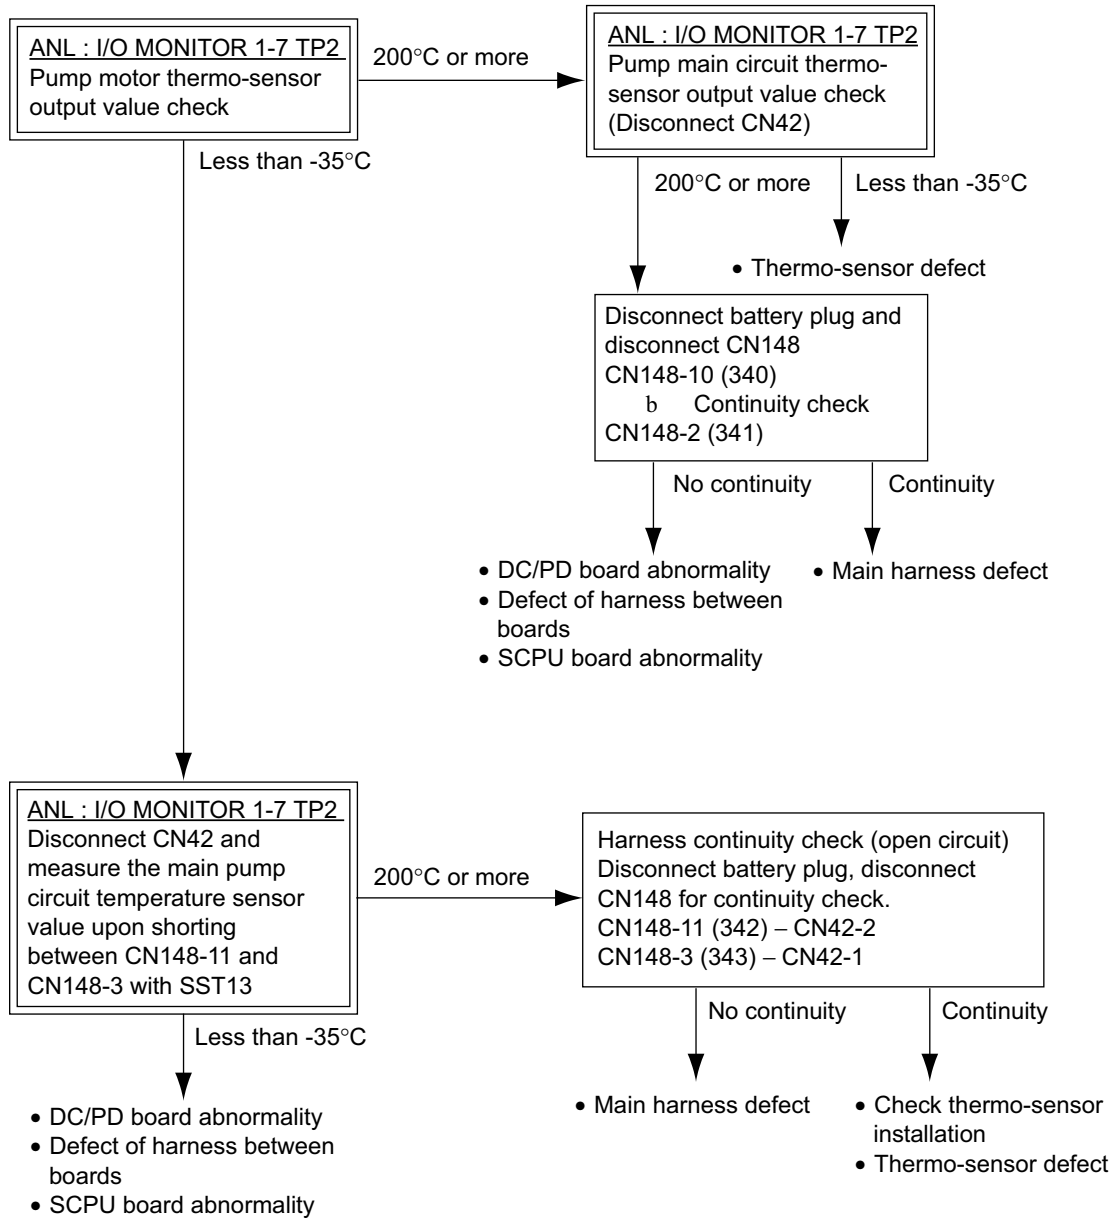 ANL : I/O MONITOR 1-7 TP2
Pump motor thermo-sensor
output value check
200°C or more
ANL : I/O MONITOR 1-7 TP2
Pump main circuit thermo-
sensor output value check
(Disconnect CN42)
Less than -35°C
200°C or more
Less than -35°C
• Thermo-sensor defect
Disconnect battery plug and
disconnect CN148
CN148-10 (340)
b Continuity check
CN148-2 (341)
No continuity
Continuity
• DC/PD board abnormality
• Defect of harness between
boards
• SCPU board abnormality
• Main harness defect
ANL : I/O MONITOR 1-7 TP2
Disconnect CN42 and
measure the main pump
circuit temperature sensor
value upon shorting
between CN148-11 and
CN148-3 with SST13
200°C or more
Harness continuity check (open circuit)
Disconnect battery plug, disconnect
CN148 for continuity check.
CN148-11 (342) – CN42-2
CN148-3 (343) – CN42-1
Less than -35°C
No continuity
Continuity
• DC/PD board abnormality
• Defect of harness between
boards
• SCPU board abnormality
• Main harness defect
• Check thermo-sensor
installation
• Thermo-sensor defect